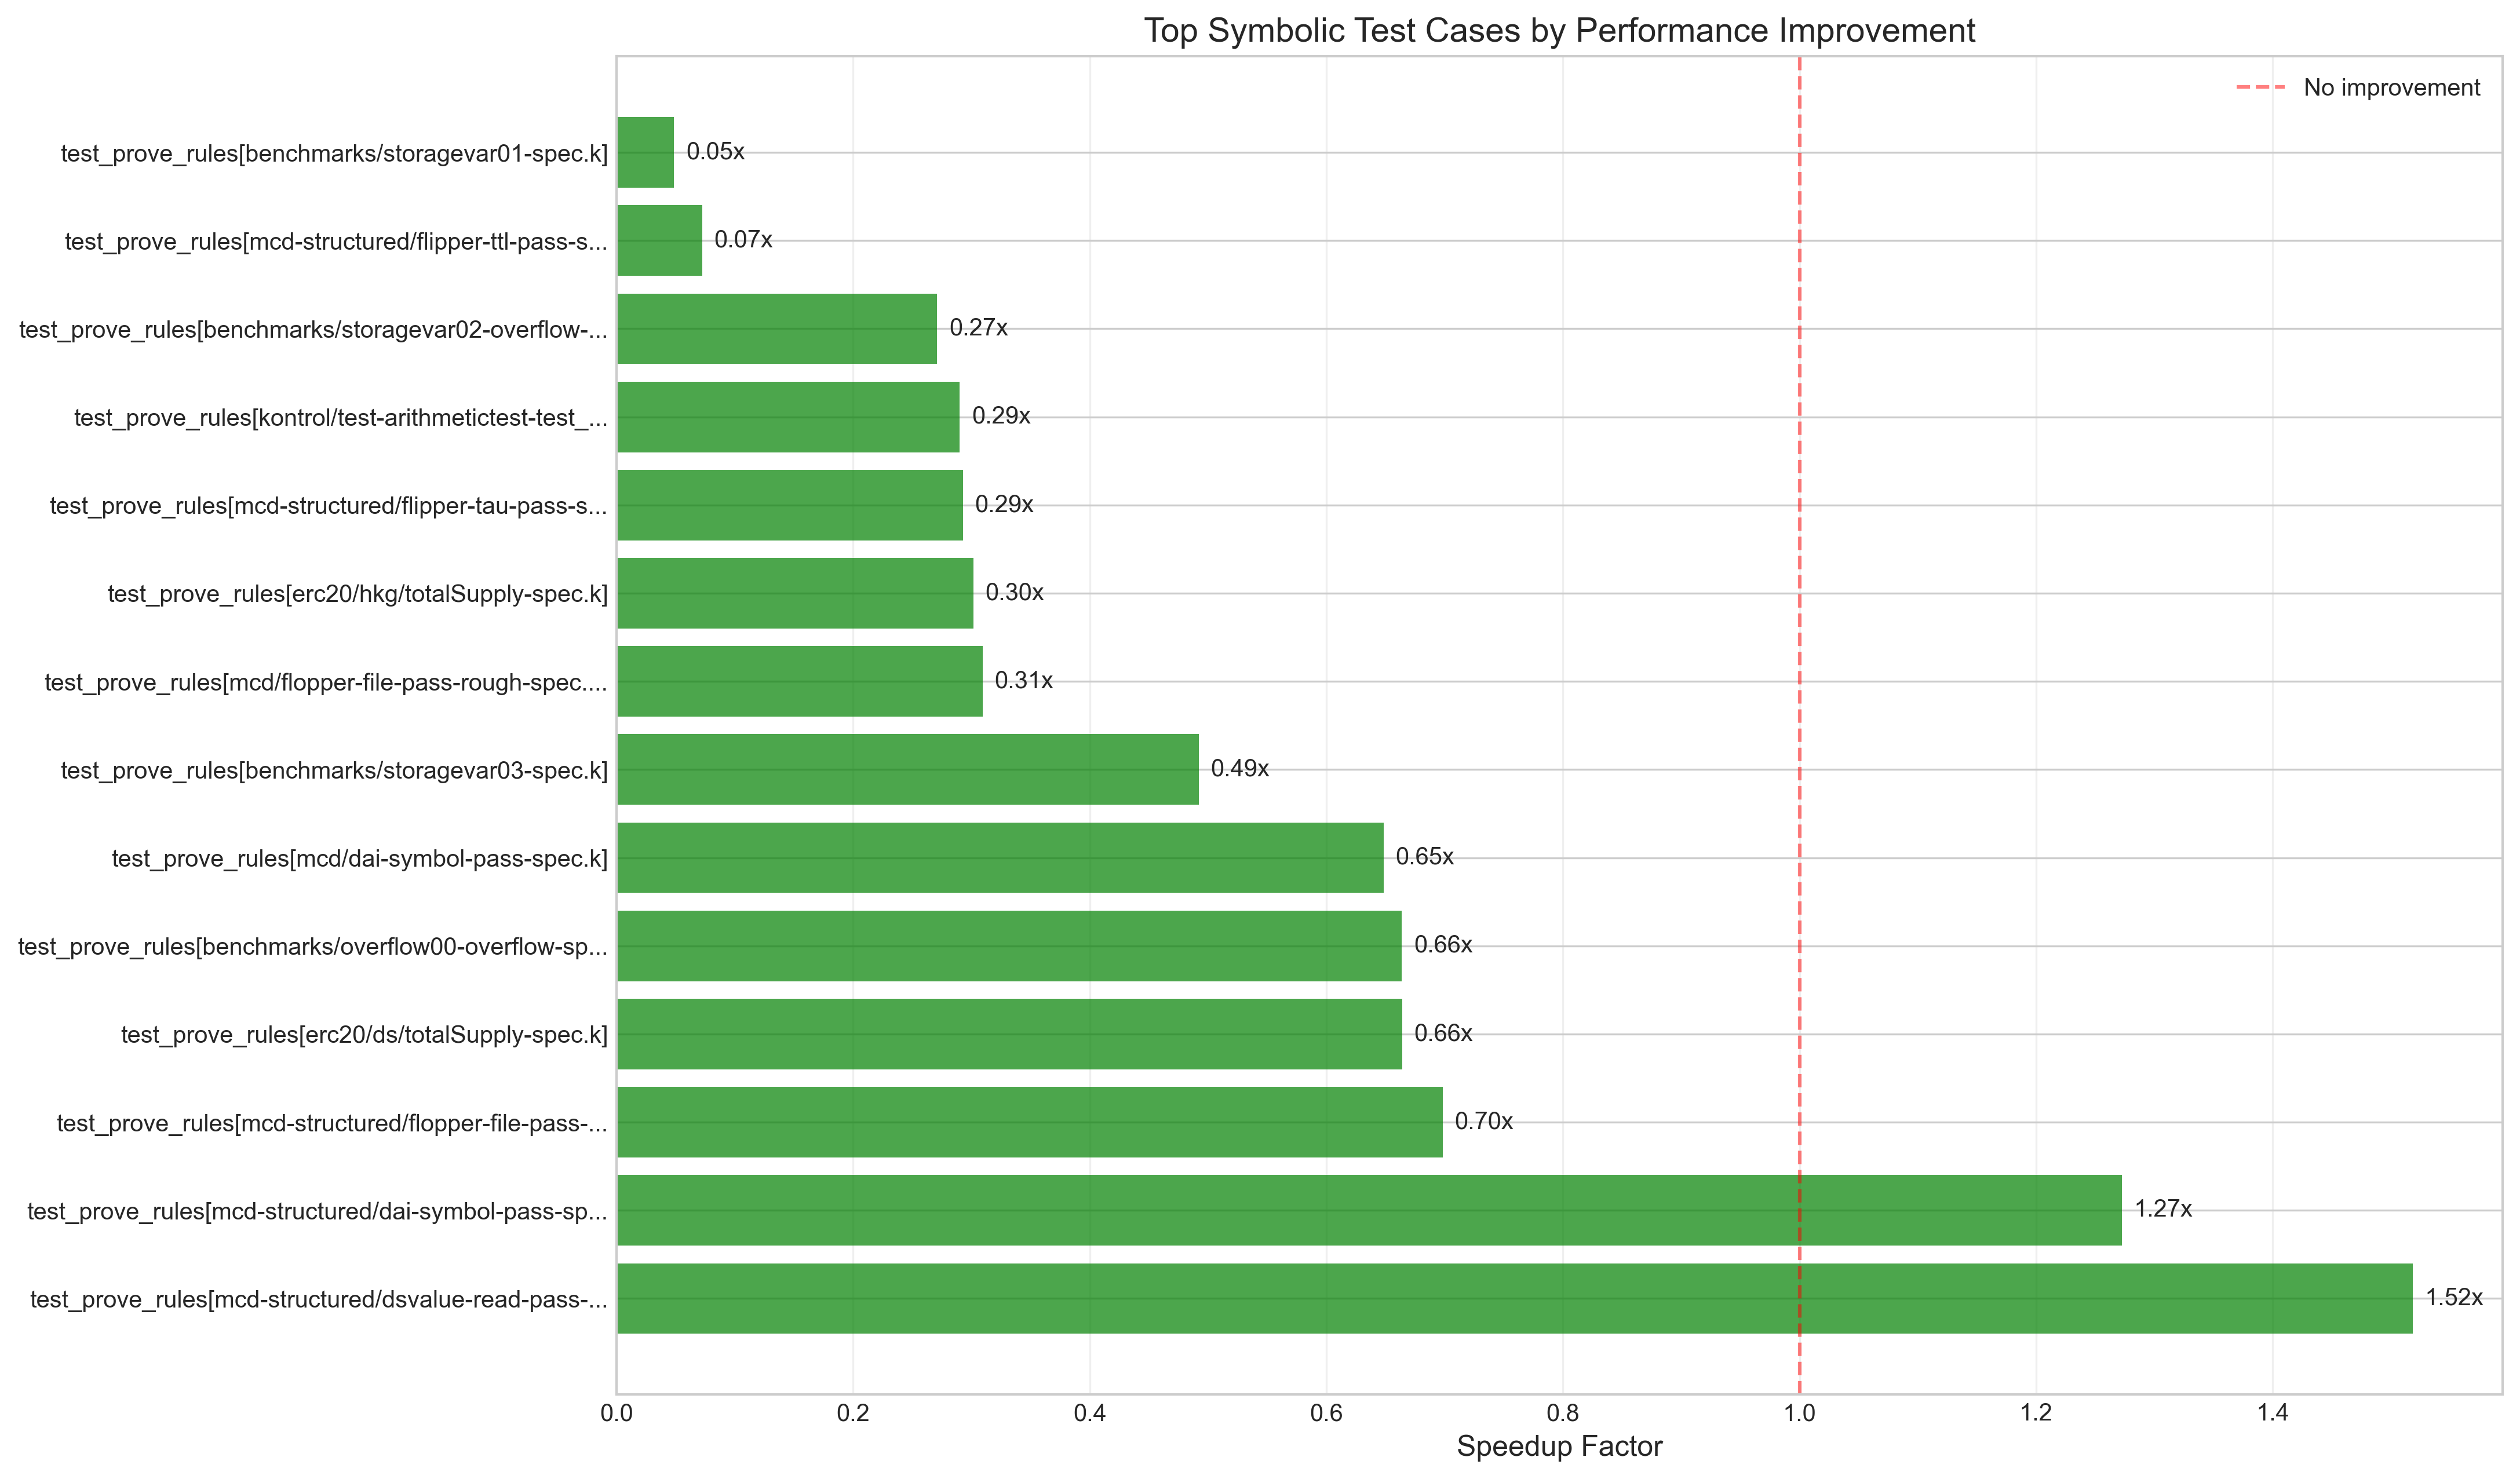 Top Symbolic Test Cases by Performance Improvement
No improvement
test_prove_rules[benchmarks/storagevar01-spec.k] 0.05x
test_prove_rules[mcd-structured/flipper-ttl-pass-s... 0.07x
test_prove_rules[benchmarks/storagevar02-overflow-... 0.27x
test_prove_rules[kontrol/test-arithmetictest-test_... 0.29x
test_prove_rules[mcd-structured/flipper-tau-pass-s... 0.29x
test_prove_rules[erc20/hkg/totalSupply-spec.k] 0.30x
test_prove_rules[mcd/flopper-file-pass-rough-spec.... 0.31x
test_prove_rules[benchmarks/storagevar03-spec.k] 0.49x
test_prove_rules[mcd/dai-symbol-pass-spec.k] 0.65x
test_prove_rules[benchmarks/overflow00-overflow-sp... 0.66x
test_prove_rules[erc20/ds/totalSupply-spec.k] 0.66x
test_prove_rules[mcd-structured/flopper-file-pass-... 0.70x
test_prove_rules[mcd-structured/dai-symbol-pass-sp... 1.27x
test_prove_rules[mcd-structured/dsvalue-read-pass-... 1.52x
0.0 0.2 0.4 0.6 0.8 1.0 1.2 1.4
Speedup Factor